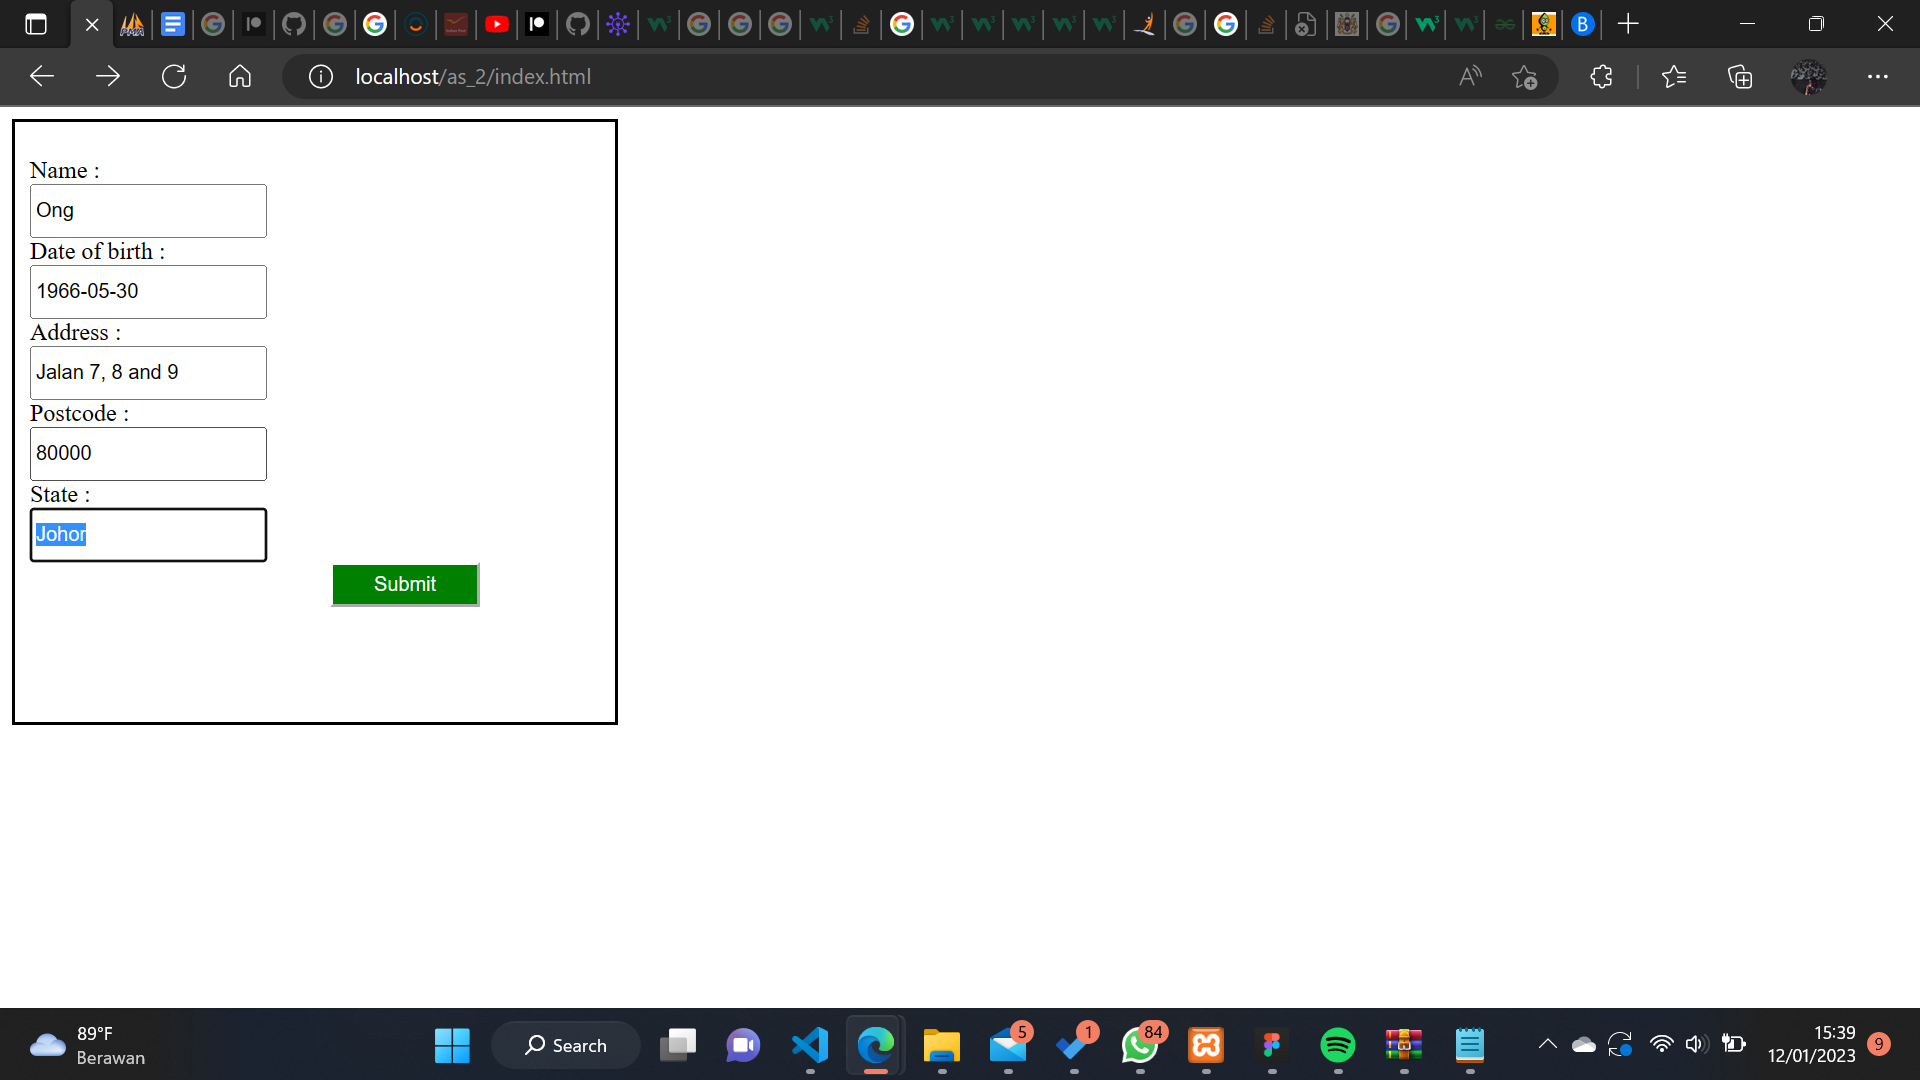 localhost/as_2/index.html
Name :
Ong
Date of birth :
1966-05-30
Address :
Jalan 7, 8 and 9
Postcode :
80000
State :
Johor
Submit
89°F
Berawan
Search
5
1
84
15:39
12/01/2023
9